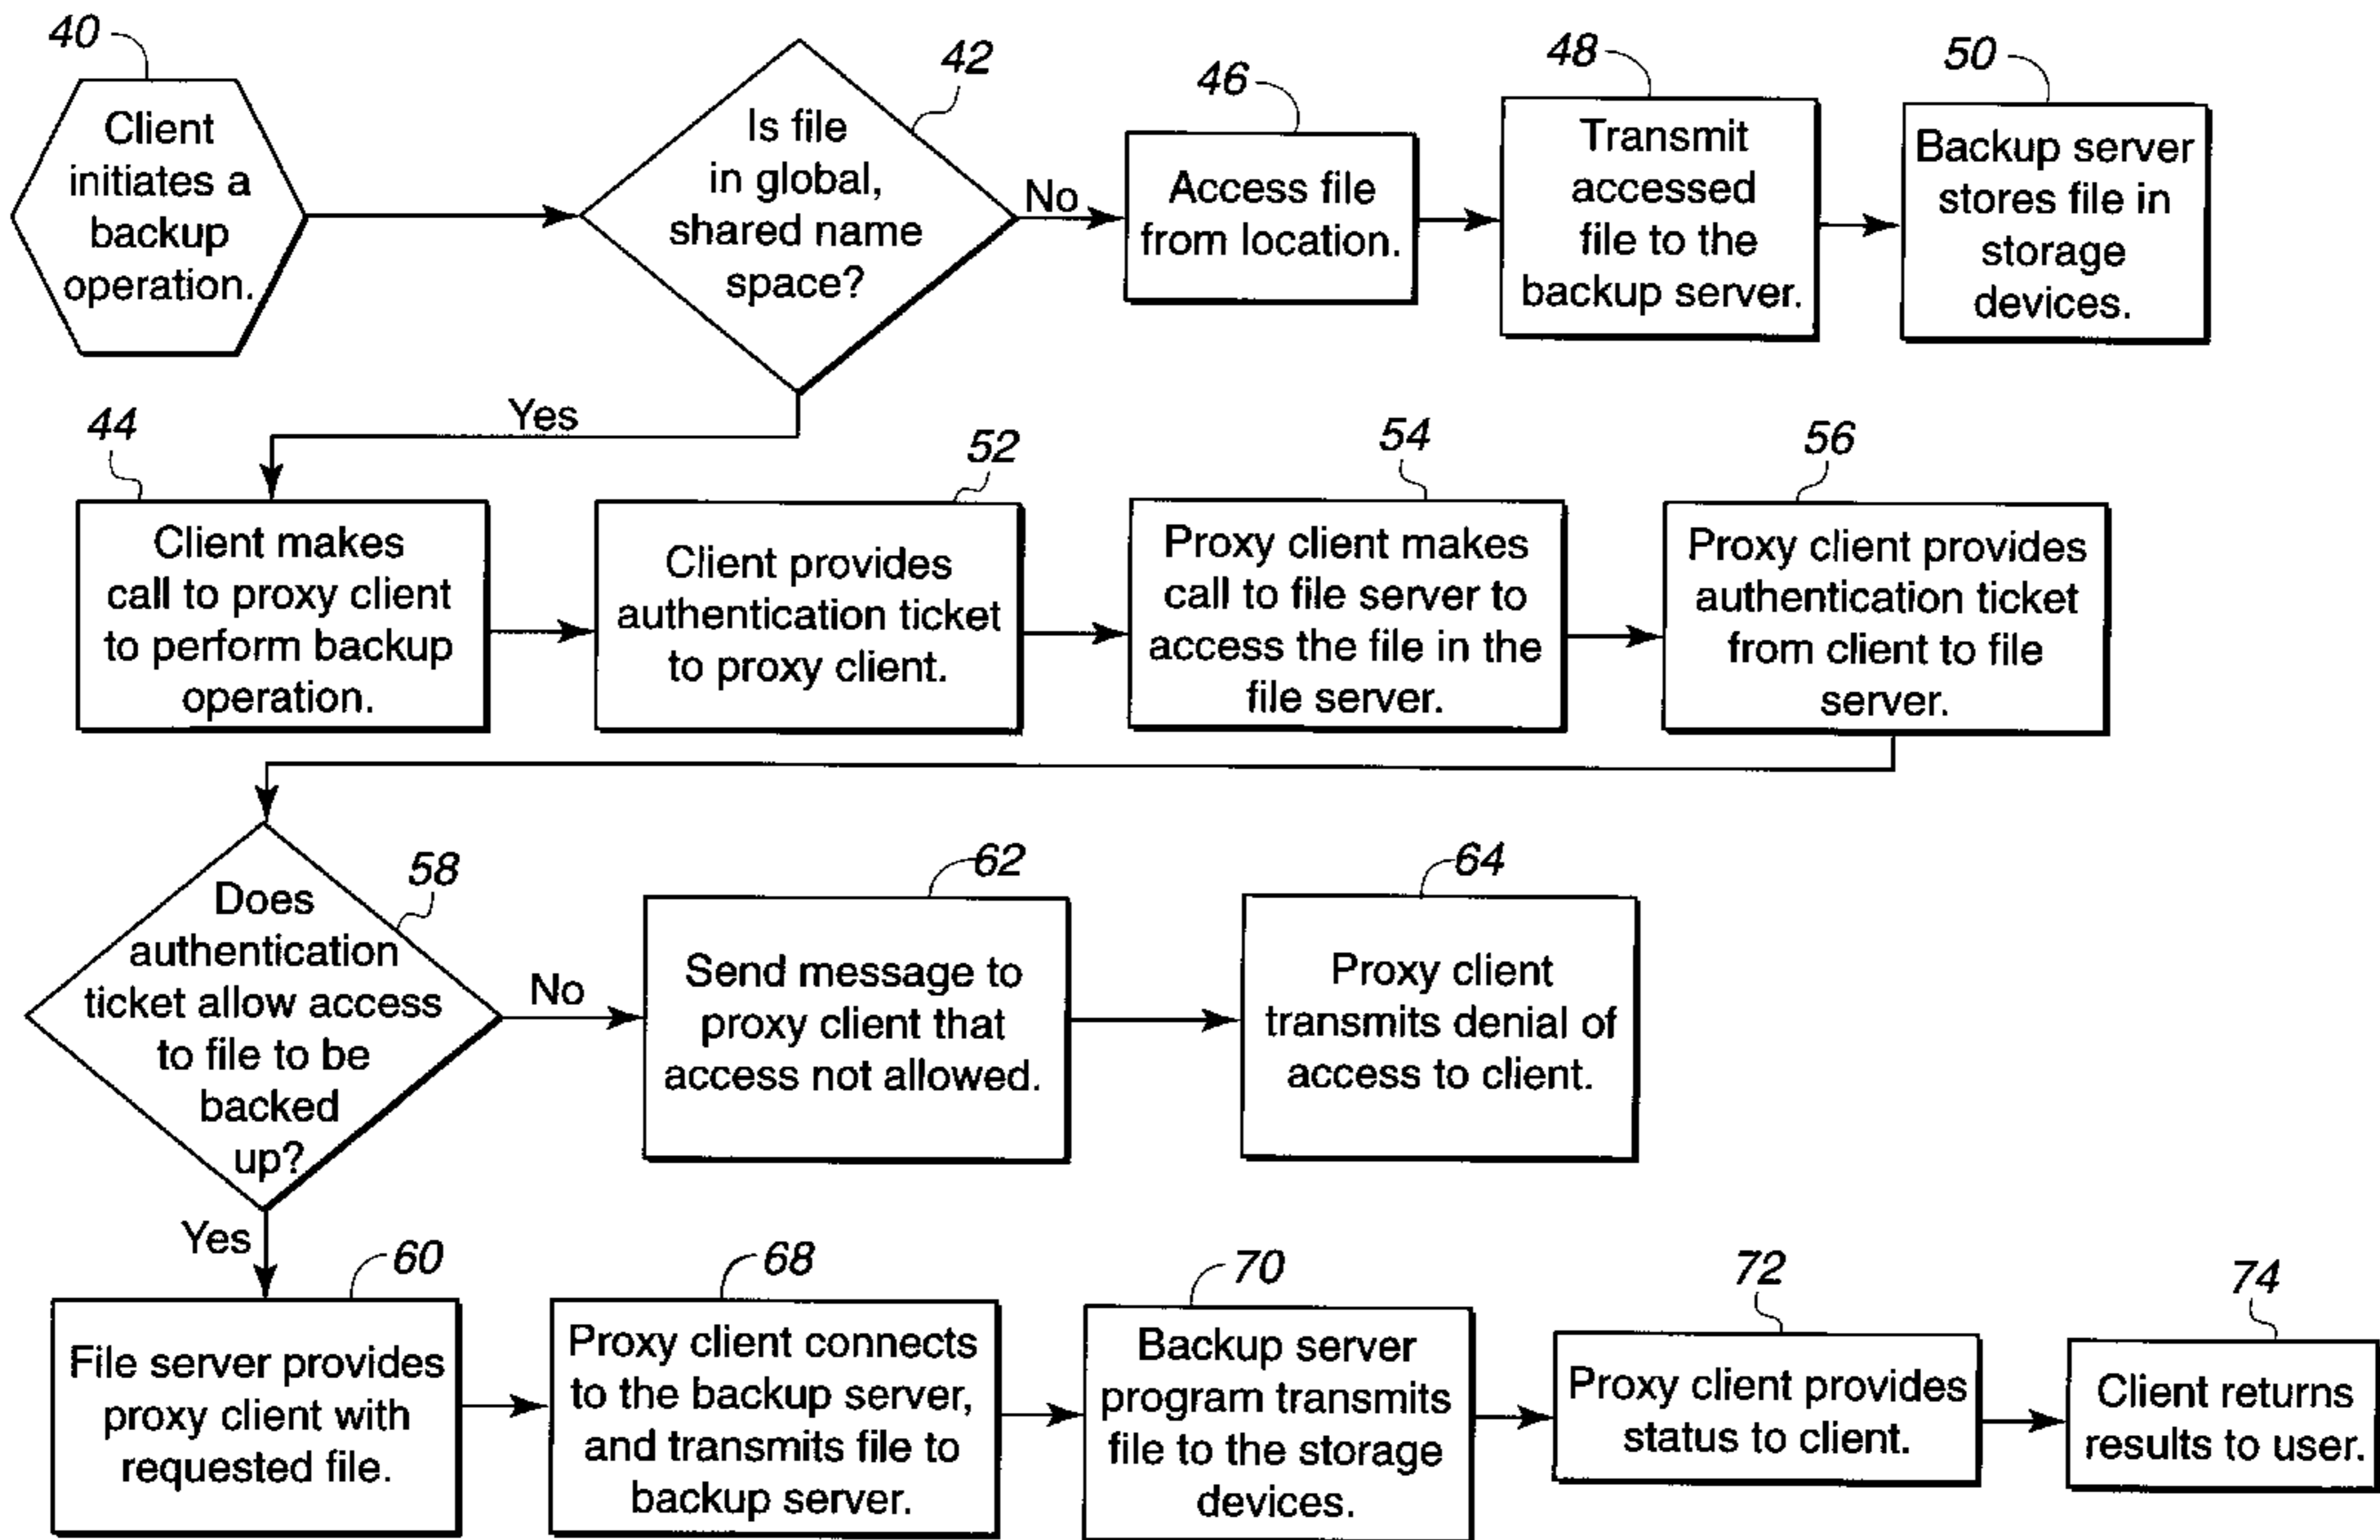 40
Client
initiates a
backup
operation.
42
Is file
in global,
shared name
space?
No
46
Access file
from location.
48
Transmit
accessed
file to the
backup server.
50
Backup server
stores file in
storage
devices.
Yes
44
Client makes
call to proxy client
to perform backup
operation.
52
Client provides
authentication ticket
to proxy client.
54
Proxy client makes
call to file server to
access the file in the
file server.
56
Proxy client provides
authentication ticket
from client to file
server.
58
Does
authentication
ticket allow access
to file to be
backed
up?
No
62
Send message to
proxy client that
access not allowed.
64
Proxy client
transmits denial of
access to client.
Yes
60
File server provides
proxy client with
requested file.
68
Proxy client connects
to the backup server,
and transmits file to
backup server.
70
Backup server
program transmits
file to the storage
devices.
72
Proxy client provides
status to client.
74
Client returns
results to user.